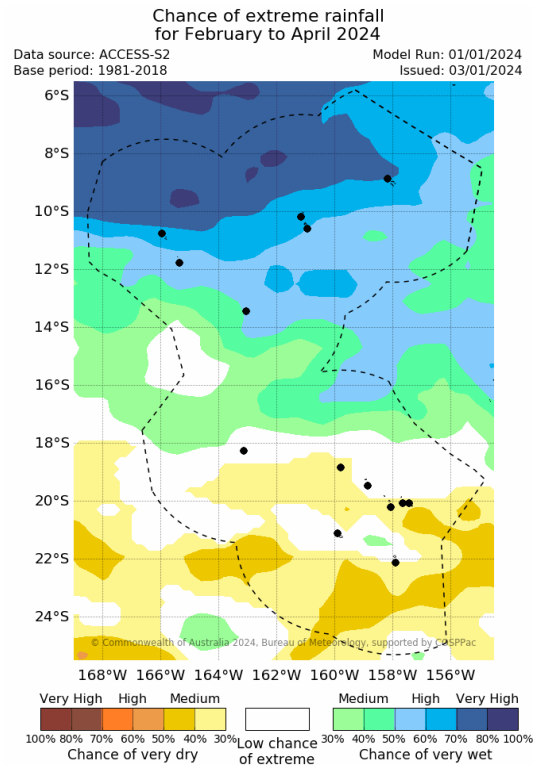 Chance of extreme rainfall
for February to April 2024
Data source: ACCESS-S2 Model Run: 01/01/2024
Base period: 1981-2018 Issued: 03/01/2024
6°S
8°S
10°S
12°S
14°S
16°S
18°S
20°S
22°S
24°S
© Commonwealth of Australia 2024, Bureau of Meteorology, supported by COSPPac
168°W 166°W 164°W 162°W 160°W 158°W 156°W
Very High High Medium Medium High Very High
100% 80% 70% 60% 50% 40% 30% 30% 40% 50% 60% 70% 80% 100%
Chance of very dry Low chance of extreme Chance of very wet